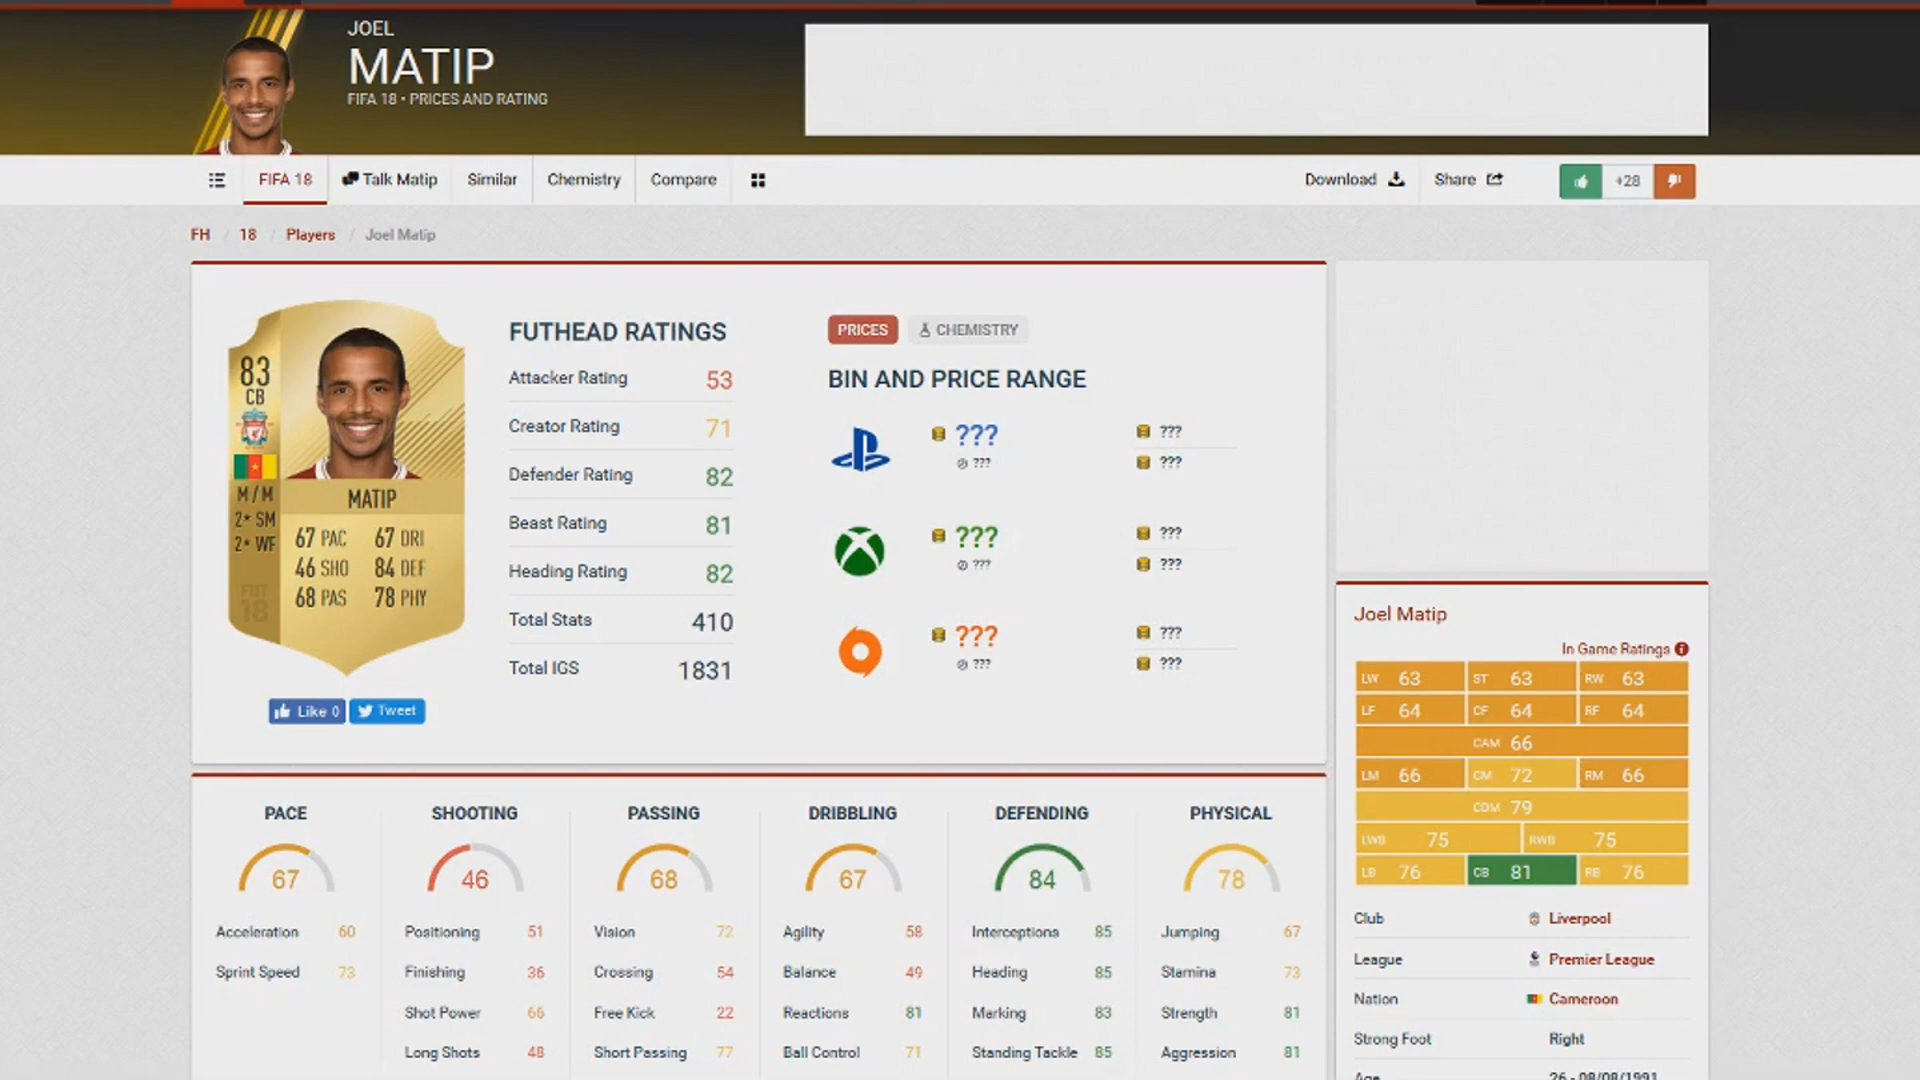 JOEL
MATIP
FIFA 18 • PRICES AND RATING
FIFA 18
Talk Matip
Similar
Chemistry
Compare
Download
Share
+28
FH / 18 / Players / Joel Matip
83
CB
M / M
2* SM
2* WF
FUT
18
MATIP
67 PAC 67 DRI
46 SHO 84 DEF
68 PAS 78 PHY
Like 0
Tweet
FUTHEAD RATINGS
Attacker Rating 53
Creator Rating 71
Defender Rating 82
Beast Rating 81
Heading Rating 82
Total Stats 410
Total IGS 1831
PRICES
CHEMISTRY
BIN AND PRICE RANGE
??? ???
??? ???
??? ???
??? ???
??? ???
??? ???
Joel Matip
In Game Ratings
LW 63 ST 63 RW 63
LF 64 CF 64 RF 64
CAM 66
LM 66 CM 72 RM 66
CDM 79
LWB 75 RWB 75
LB 76 CB 81 RB 76
Club Liverpool
League Premier League
Nation Cameroon
Strong Foot Right
Age 26 - 08/08/1991
PACE
67
Acceleration 60
Sprint Speed 73
SHOOTING
46
Positioning 51
Finishing 36
Shot Power 66
Long Shots 48
PASSING
68
Vision 72
Crossing 54
Free Kick 22
Short Passing 77
DRIBBLING
67
Agility 58
Balance 49
Reactions 81
Ball Control 71
DEFENDING
84
Interceptions 85
Heading 85
Marking 83
Standing Tackle 85
PHYSICAL
78
Jumping 67
Stamina 73
Strength 81
Aggression 81